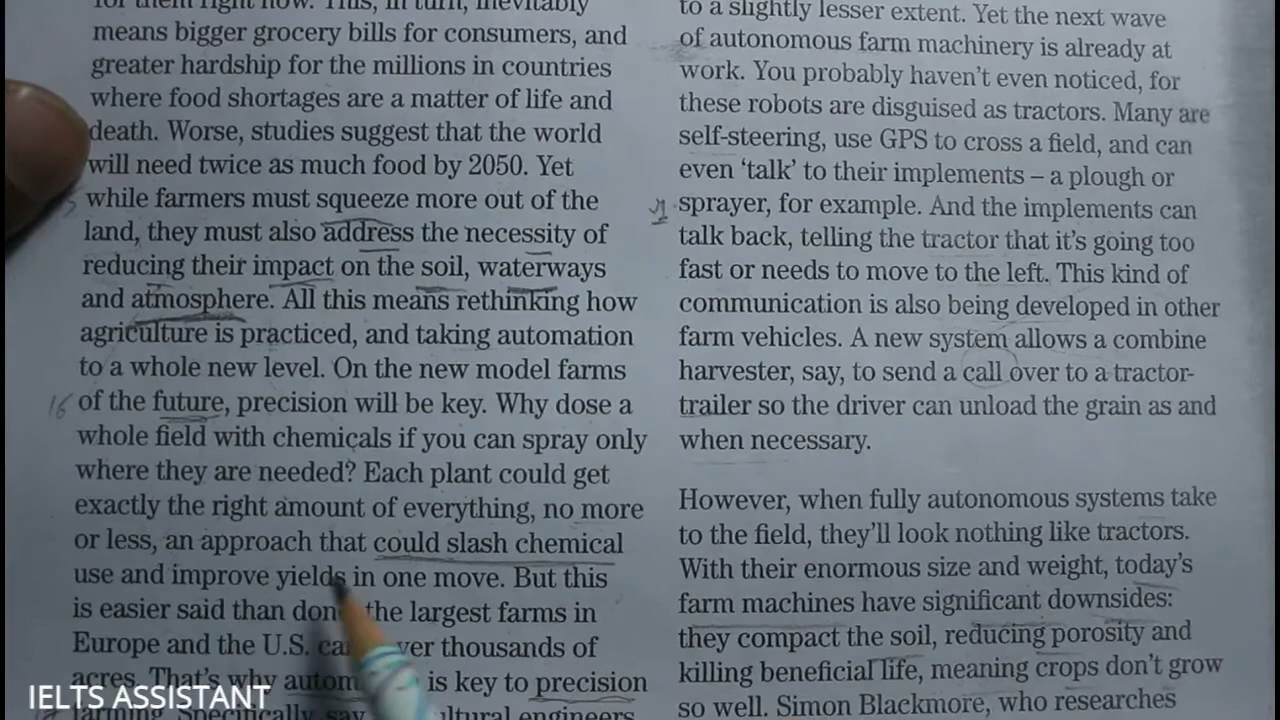 for them right now. This, in turn, inevitably
means bigger grocery bills for consumers, and
greater hardship for the millions in countries
where food shortages are a matter of life and
death. Worse, studies suggest that the world
will need twice as much food by 2050. Yet
while farmers must squeeze more out of the
land, they must also address the necessity of
reducing their impact on the soil, waterways
and atmosphere. All this means rethinking how
agriculture is practiced, and taking automation
to a whole new level. On the new model farms
16 of the future, precision will be key. Why dose a
whole field with chemicals if you can spray only
where they are needed? Each plant could get
exactly the right amount of everything, no more
or less, an approach that could slash chemical
use and improve yields in one move. But this
is easier said than the largest farms in
Europe and the U.S. thousands of
acres. That's why is key to precision
farming. Specifically say engineers
to a slightly lesser extent. Yet the next wave
of autonomous farm machinery is already at
work. You probably haven't even noticed, for
these robots are disguised as tractors. Many are
self-steering, use GPS to cross a field, and can
even ‘talk’ to their implements – a plough or
sprayer, for example. And the implements can
talk back, telling the tractor that it's going too
fast or needs to move to the left. This kind of
communication is also being developed in other
farm vehicles. A new system allows a combine
harvester, say, to send a call over to a tractor-
trailer so the driver can unload the grain as and
when necessary.
However, when fully autonomous systems take
to the field, they'll look nothing like tractors.
With their enormous size and weight, today's
farm machines have significant downsides:
they compact the soil, reducing porosity and
killing beneficial life, meaning crops don't grow
so well. Simon Blackmore, who researches
IELTS ASSISTANT